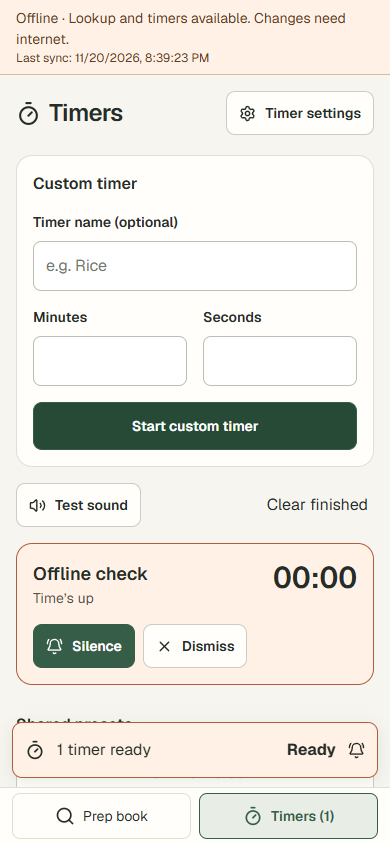 Offline · Lookup and timers available. Changes need
internet.
Last sync: 11/20/2026, 8:39:23 PM
Timers
Timer settings
Custom timer
Timer name (optional)
e.g. Rice
Minutes
Seconds
Start custom timer
Test sound
Clear finished
Offline check
00:00
Time's up
Silence
Dismiss
Shared presets
1 timer ready
Ready
Prep book
Timers (1)